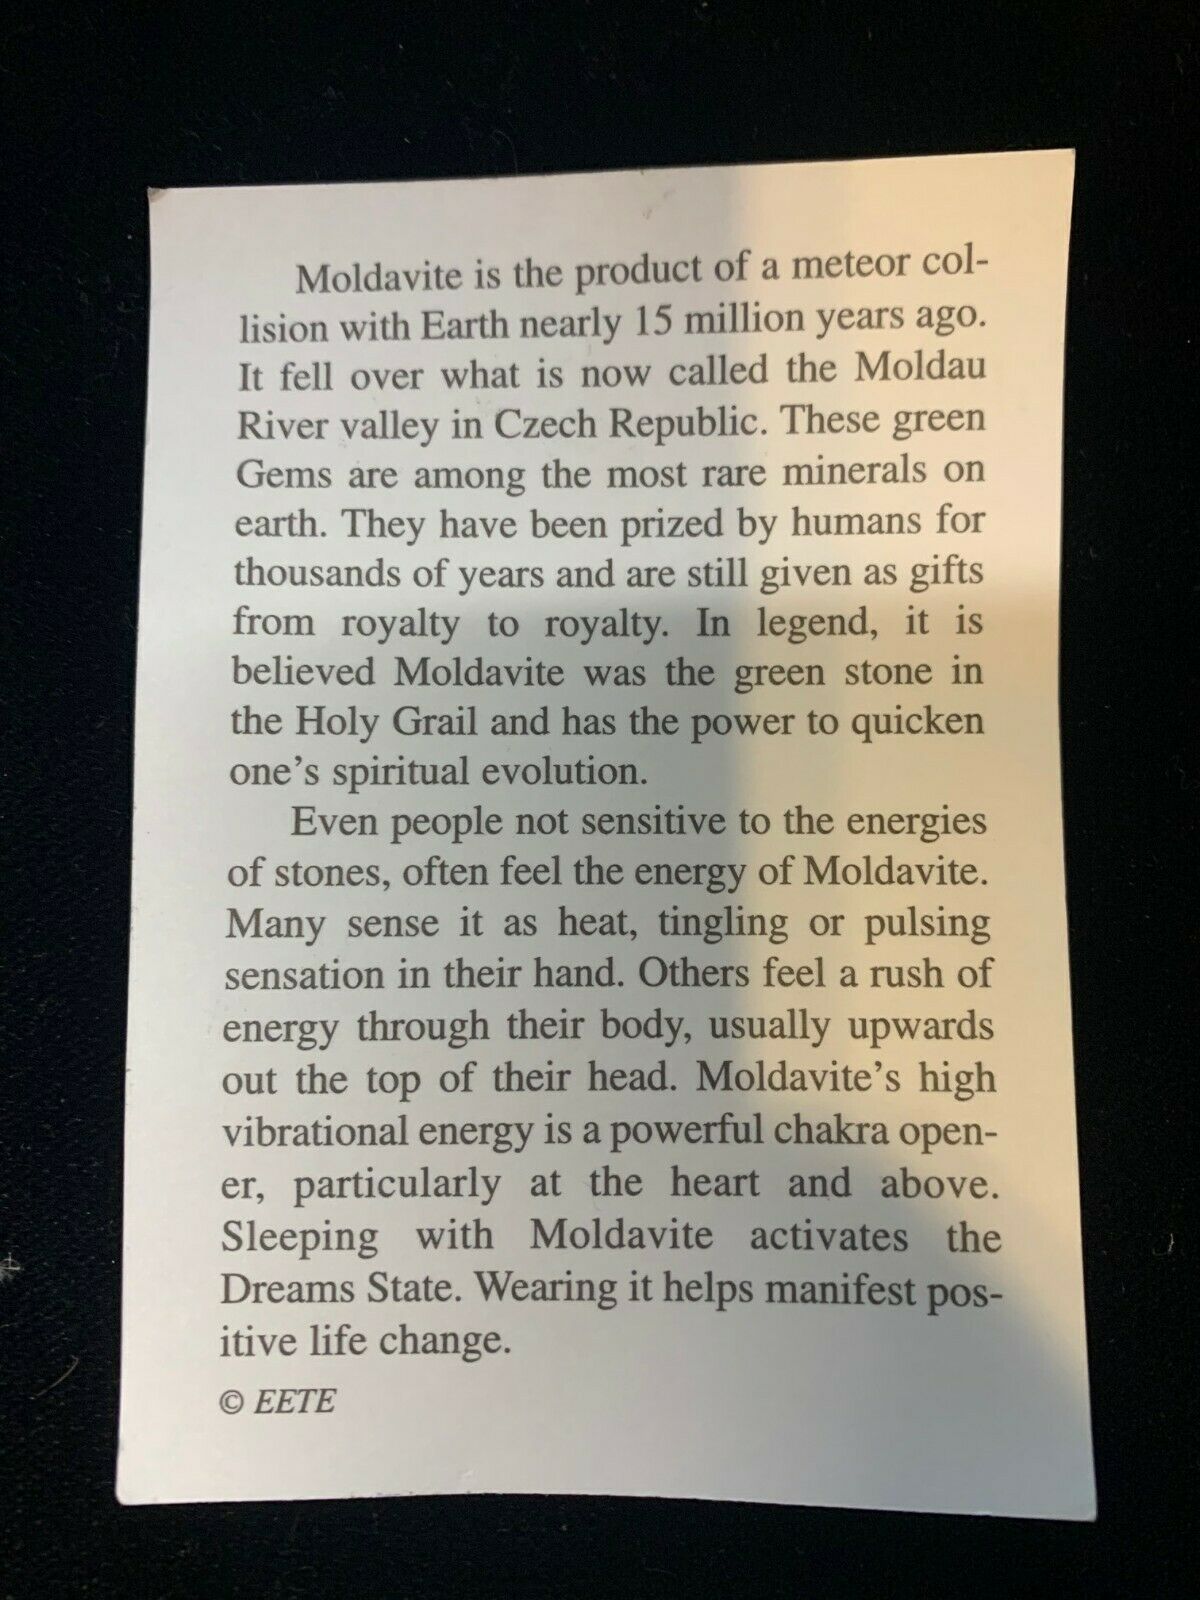 Moldavite is the product of a meteor col-
lision with Earth nearly 15 million years ago.
It fell over what is now called the Moldau
River valley in Czech Republic. These green
Gems are among the most rare minerals on
earth. They have been prized by humans for
thousands of years and are still given as gifts
from royalty to royalty. In legend, it is
believed Moldavite was the green stone in
the Holy Grail and has the power to quicken
one's spiritual evolution.
Even people not sensitive to the energies
of stones, often feel the energy of Moldavite.
Many sense it as heat, tingling or pulsing
sensation in their hand. Others feel a rush of
energy through their body, usually upwards
out the top of their head. Moldavite's high
vibrational energy is a powerful chakra open-
er, particularly at the heart and above.
Sleeping with Moldavite activates the
Dreams State. Wearing it helps manifest pos-
itive life change.
© EETE